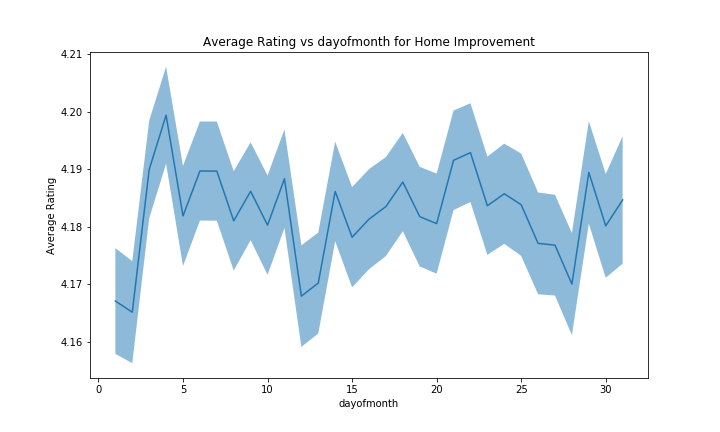 Average Rating vs dayofmonth for Home Improvement
4.21
4.20
4.19
4.18
4.17
4.16
Average Rating
0 5 10 15 20 25 30
dayofmonth